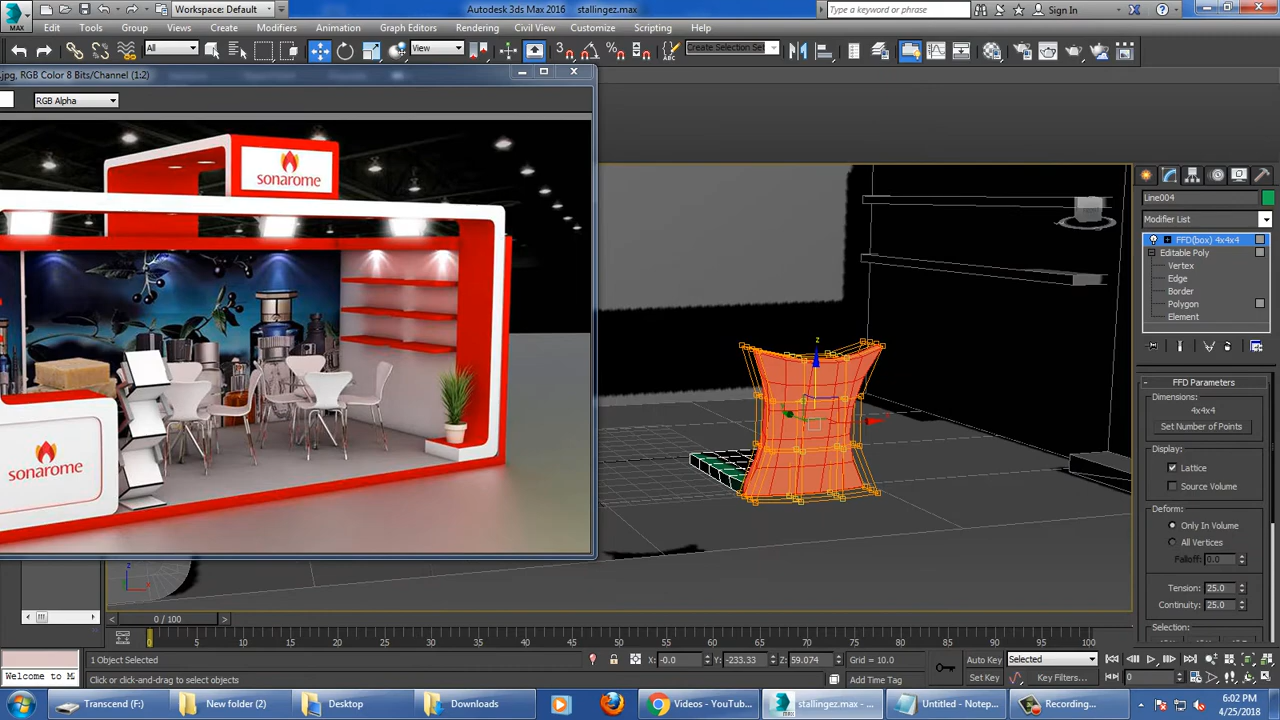 MAX
Workspace: Default
Autodesk 3ds Max 2016    stallingez.max
Type a keyword or phrase
Sign In
Edit Tools Group Views Create Modifiers Animation Graph Editors Rendering Civil View Customize Scripting Help
All
View
Create Selection Set
.jpg, RGB Color 8 Bits/Channel (1:2)
RGB Alpha
sonarome
sonarome
z
Line004
Modifier List
FFD(box) 4x4x4
Editable Poly
Vertex
Edge
Border
Polygon
Element
FFD Parameters
Dimensions:
4x4x4
Set Number of Points
Display:
Lattice
Source Volume
Deform:
Only In Volume
All Vertices
Falloff: 0.0
Tension: 25.0
Continuity: 25.0
Selection:
0 / 100
0 5 10 15 20 25 30 35 40 45 50 55 60 65 70 75 80 85 90 95 100
1 Object Selected
X: -0.0 Y: -233.33 Z: 59.074 Grid = 10.0
Auto Key Selected
Welcome to M
Click or click-and-drag to select objects
Add Time Tag
Set Key Key Filters... 0
Transcend (F:) New folder (2) Desktop Downloads Videos - YouTub... stallingez.max - ... Untitled - Notep... Recording...
6:02 PM
4/25/2018